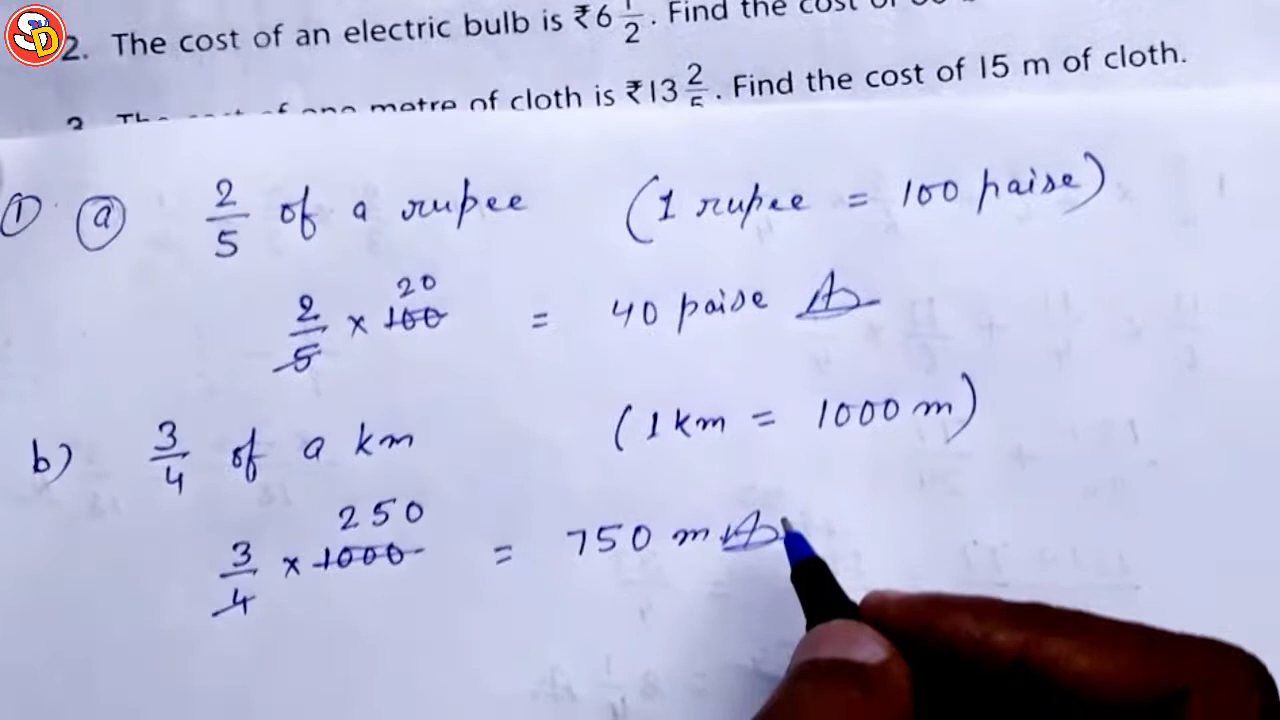 SD
2. The cost of an electric bulb is ₹6 1/2. Find the cost of
3. The cost of one metre of cloth is ₹13 2/5. Find the cost of 15 m of cloth.
① ⓐ 2/5 of a rupee (1 rupee = 100 paise)
20
2/5 × 100 = 40 paise
b) 3/4 of a km (1 km = 1000 m)
250
3/4 × 1000 = 750 m